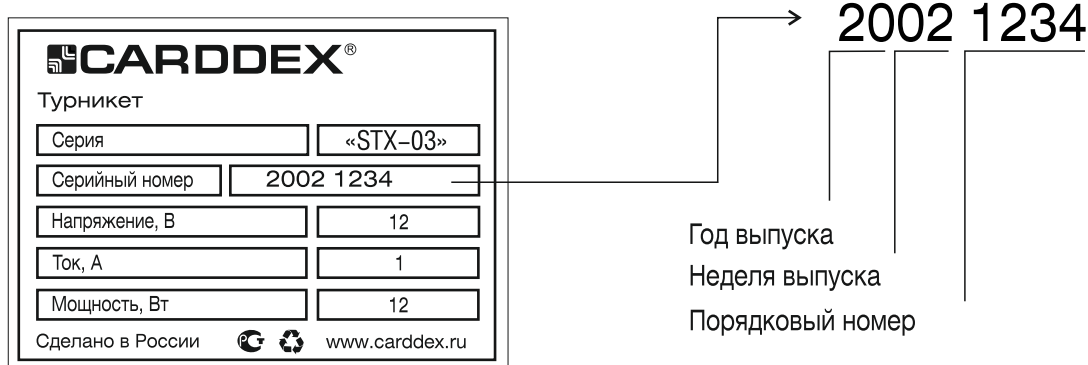 CARDDEX®
Турникет
Серия «STX–03»
Серийный номер 2002 1234
Напряжение, В 12
Ток, А 1
Мощность, Вт 12
Сделано в России РСТ www.carddex.ru
2002 1234
Год выпуска
Неделя выпуска
Порядковый номер